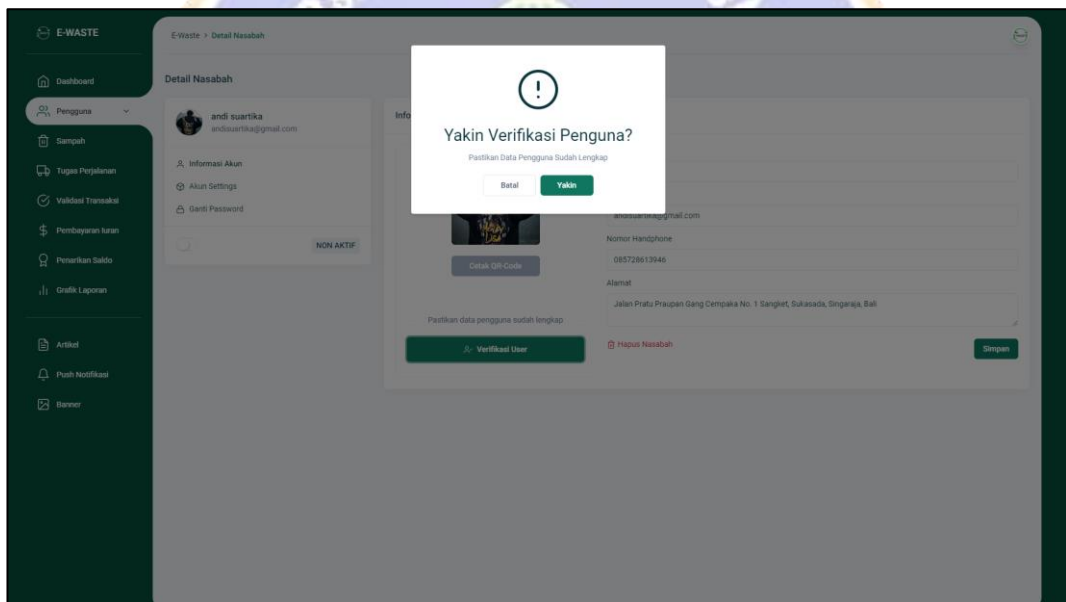 E-WASTE
E-Waste > Detail Nasabah
Dashboard
Pengguna
Sampah
Tugas Perjalanan
Validasi Transaksi
Pembayaran Iuran
Penarikan Saldo
Grafik Laporan
Artikel
Push Notifikasi
Banner
Detail Nasabah
andi suartika
andisuartika@gmail.com
Informasi Akun
Akun Settings
Ganti Password
NON AKTIF
Info
Yakin Verifikasi Penguna?
Pastikan Data Pengguna Sudah Lengkap
Batal
Yakin
Cetak QR-Code
Pastikan data pengguna sudah lengkap
Verifikasi User
andisuartika@gmail.com
Nomor Handphone
085728613946
Alamat
Jalan Pratu Praupan Gang Cempaka No. 1 Sangket, Sukasada, Singaraja, Bali
Hapus Nasabah
Simpan